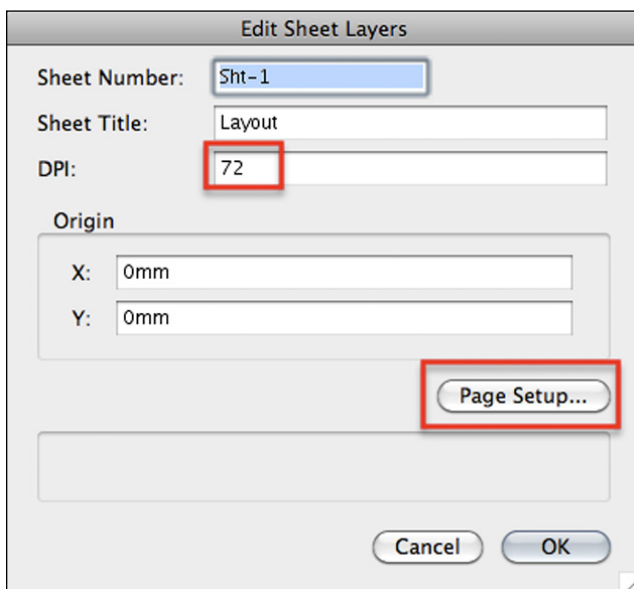 Edit Sheet Layers
Sheet Number: Sht-1
Sheet Title: Layout
DPI: 72
Origin
X: 0mm
Y: 0mm
Page Setup...
Cancel OK